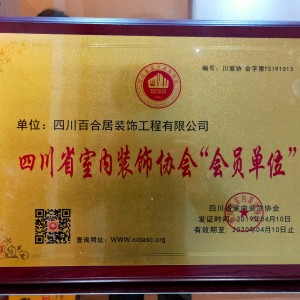 编号:川室协 会字第TS191013
单位:四川百合居装饰工程有限公司
四川省室内装饰协会“会员单位”
四川省室内装饰协会
发证时间:2019年04月10日
有效期至:2020年04月10日止
查询网址:WWW.cnlasc.org